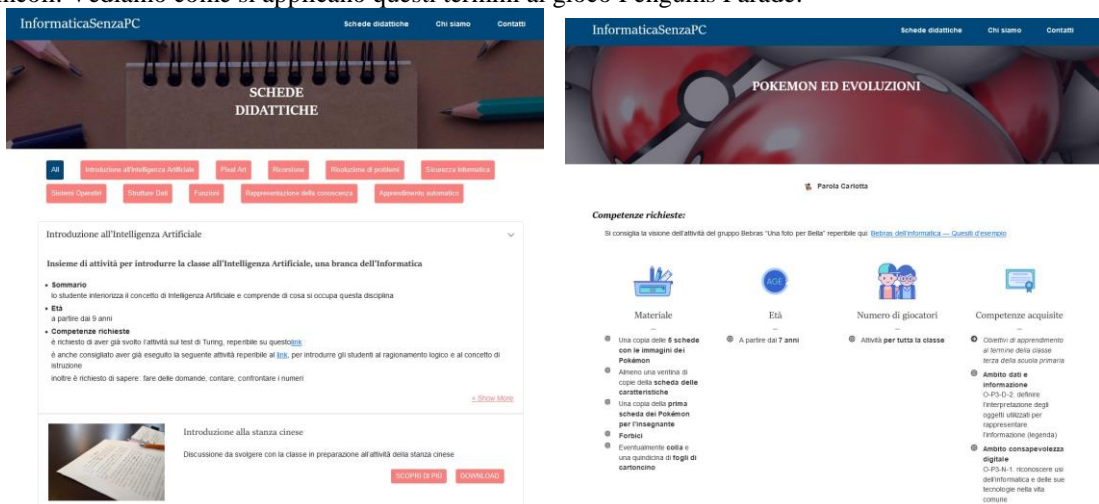 Vediamo come si applicano questi termini al gioco Penguins Parade.
InformaticaSenzaPC
Schede didattiche
Chi siamo
Contatti
SCHEDE
DIDATTICHE
All
Introduzione all'Intelligenza Artificiale
Pixel Art
Ricorsione
Risoluzione di problemi
Sicurezza Informatica
Sistemi Operativi
Strutture Dati
Funzioni
Rappresentazione della conoscenza
Apprendimento automatico
Introduzione all'Intelligenza Artificiale
Insieme di attività per introdurre la classe all'Intelligenza Artificiale, una branca dell'Informatica
• Sommario
lo studente interiorizza il concetto di Intelligenza Artificiale e comprende di cosa si occupa questa disciplina
• Età
a partire dai 9 anni
• Competenze richieste
è richiesto di aver già svolto l'attività sul test di Turing, reperibile su questolink
è anche consigliato aver già eseguito la seguente attività reperibile al link, per introdurre gli studenti al ragionamento logico e al concetto di
istruzione
inoltre è richiesto di sapere: fare delle domande, contare, confrontare i numeri
+ Show More
Introduzione alla stanza cinese
Discussione da svolgere con la classe in preparazione all'attività della stanza cinese
SCOPRI DI PIÙ
DOWNLOAD
InformaticaSenzaPC
Schede didattiche
Chi siamo
Contatti
POKEMON ED EVOLUZIONI
Parola Carlotta
Competenze richieste:
Si consiglia la visione dell'attività del gruppo Bebras "Una foto per Bella" reperibile qui: Bebras dell'informatica — Quesiti d'esempio
AGE
Materiale
Una copia delle 6 schede
con le immagini dei
Pokémon
Almeno una ventina di
copie della scheda delle
caratteristiche
Una copia della prima
scheda dei Pokémon
per l'insegnante
Forbici
Eventualmente colla e
una quindicina di fogli di
cartoncino
Età
A partire dai 7 anni
Numero di giocatori
Attività per tutta la classe
Competenze acquisite
Obiettivi di apprendimento
al termine della classe
terza della scuola primaria
Ambito dati e
informazione
O-P3-D-2. definire
l'interpretazione degli
oggetti utilizzati per
rappresentare
l'informazione (legenda)
Ambito consapevolezza
digitale
O-P3-N-1. riconoscere usi
dell'informatica e delle sue
tecnologie nella vita
comune